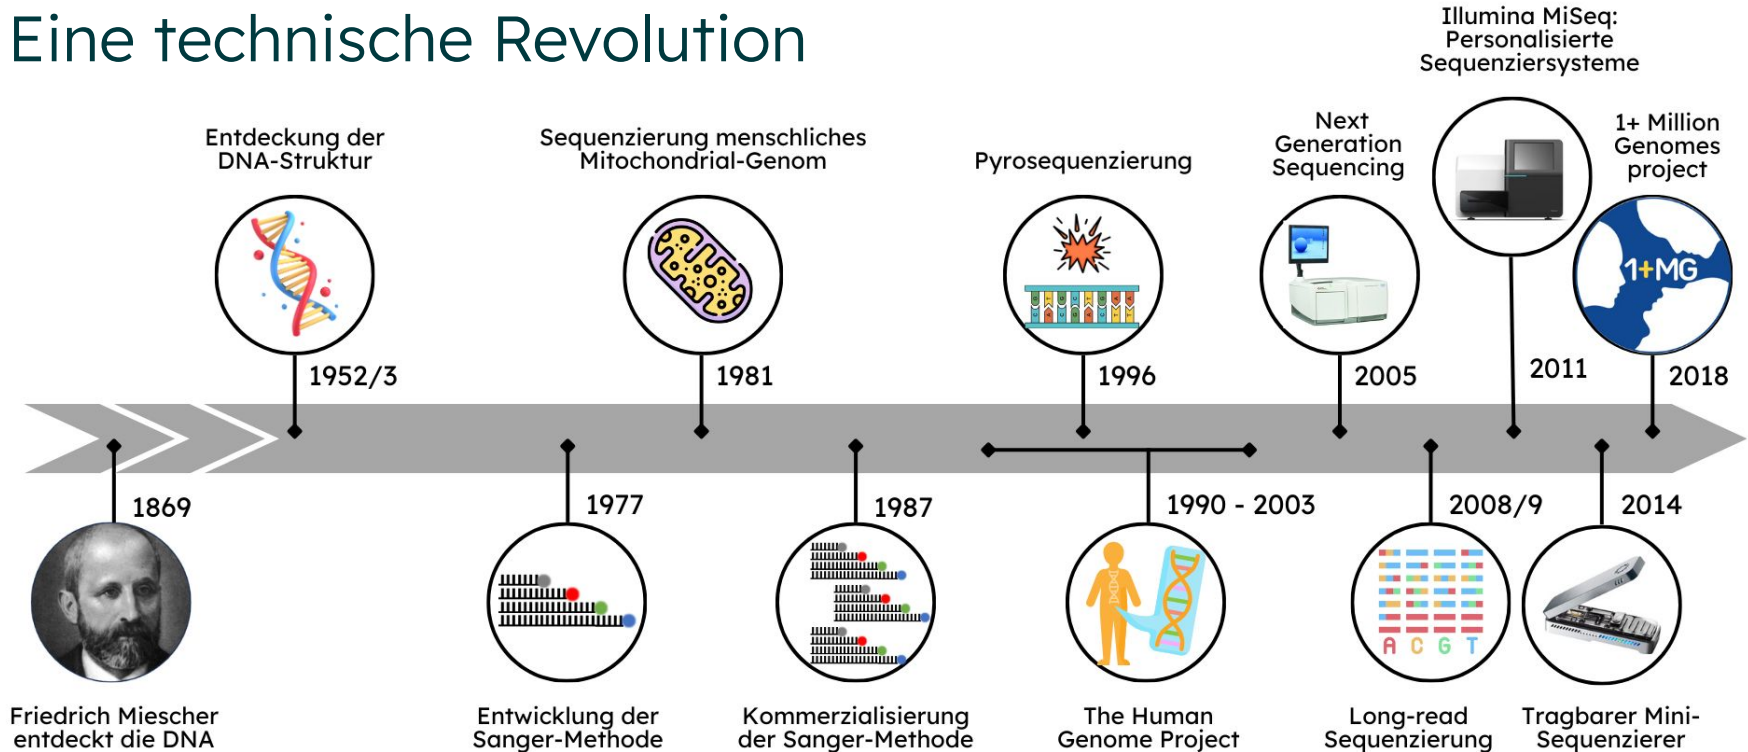 Eine technische Revolution
Illumina MiSeq:
Personalisierte
Sequenziersysteme
Entdeckung der
DNA-Struktur
Sequenzierung menschliches
Mitochondrial-Genom
Pyrosequenzierung
Next
Generation
Sequencing
1+ Million
Genomes
project
1+MG
1952/3
1981
1996
2005
2011
2018
1869
1977
1987
1990 - 2003
2008/9
2014
A C G T
Friedrich Miescher
entdeckt die DNA
Entwicklung der
Sanger-Methode
Kommerzialisierung
der Sanger-Methode
The Human
Genome Project
Long-read
Sequenzierung
Tragbarer Mini-
Sequenzierer